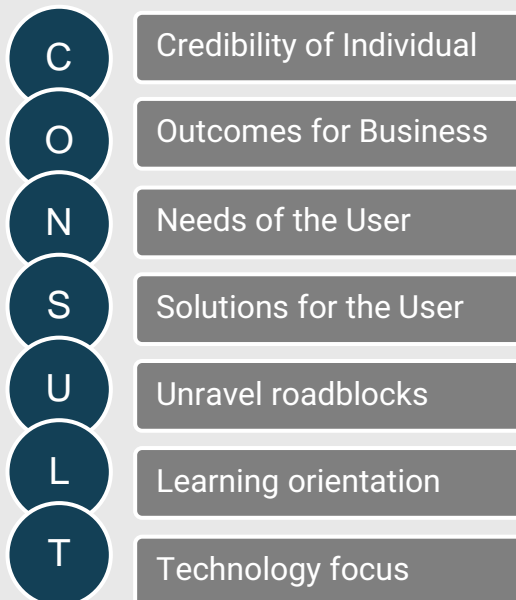 C
Credibility of Individual
O
Outcomes for Business
N
Needs of the User
S
Solutions for the User
U
Unravel roadblocks
L
Learning orientation
T
Technology focus